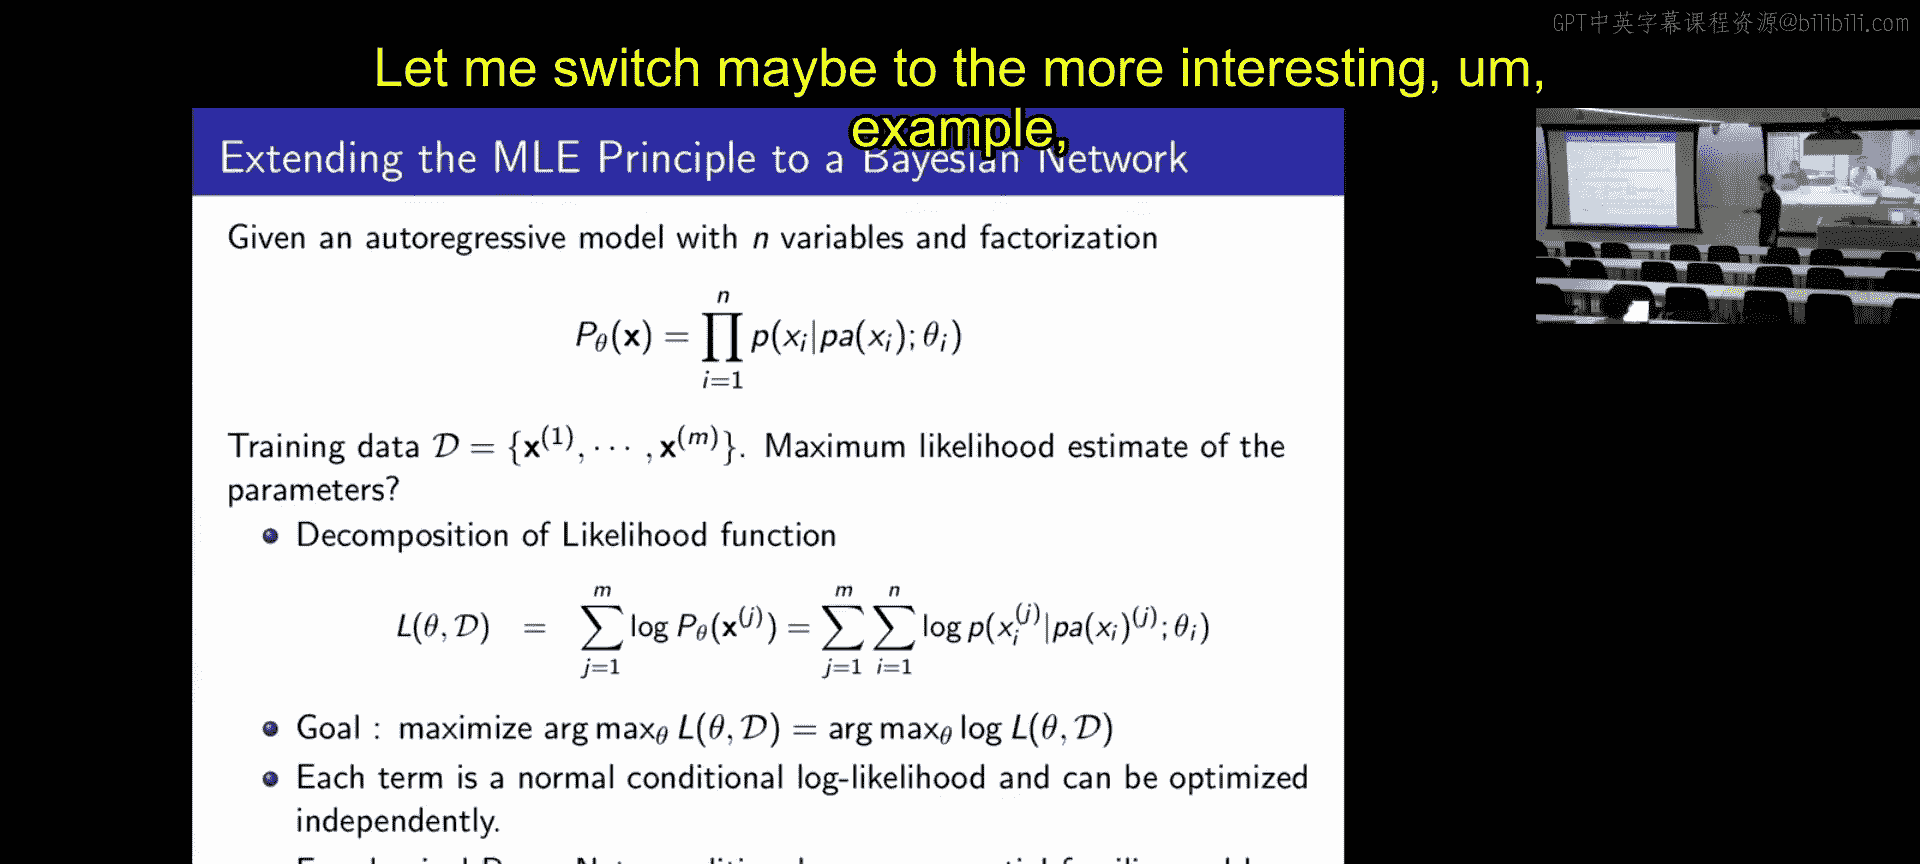 GPT中英字幕课程资源@bilibili.com
Let me switch maybe to the more interesting, um,
example,
Extending the MLE Principle to a Bayesian Network
Given an autoregressive model with n variables and factorization
P_θ(x) = ∏_{i=1}^{n} p(x_i|pa(x_i); θ_i)
Training data D = {x^(1), ⋯ , x^(m)}. Maximum likelihood estimate of the
parameters?
Decomposition of Likelihood function
L(θ, D) = ∑_{j=1}^{m} log P_θ(x^(j)) = ∑_{j=1}^{m} ∑_{i=1}^{n} log p(x_i^(j)|pa(x_i)^(j); θ_i)
Goal : maximize arg max_θ L(θ, D) = arg max_θ log L(θ, D)
Each term is a normal conditional log-likelihood and can be optimized
independently.